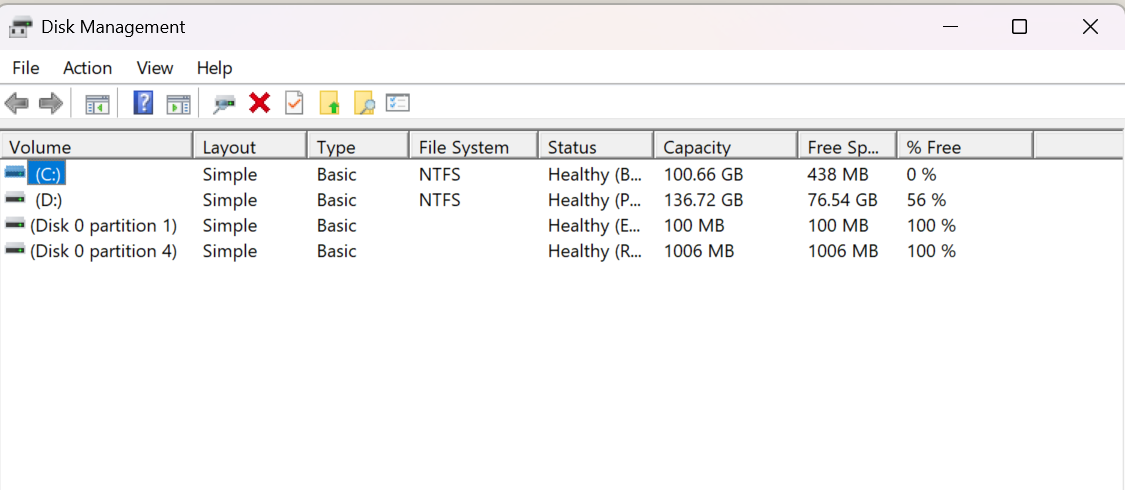 Disk Management
File Action View Help
Volume Layout Type File System Status Capacity Free Sp... % Free
(C:) Simple Basic NTFS Healthy (B... 100.66 GB 438 MB 0 %
(D:) Simple Basic NTFS Healthy (P... 136.72 GB 76.54 GB 56 %
(Disk 0 partition 1) Simple Basic Healthy (E... 100 MB 100 MB 100 %
(Disk 0 partition 4) Simple Basic Healthy (R... 1006 MB 1006 MB 100 %